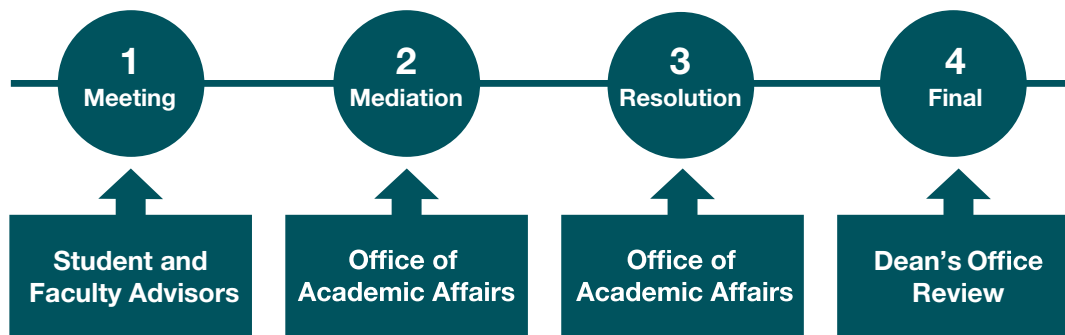 1
Meeting
2
Mediation
3
Resolution
4
Final
Student and
Faculty Advisors
Office of
Academic Affairs
Office of
Academic Affairs
Dean’s Office
Review